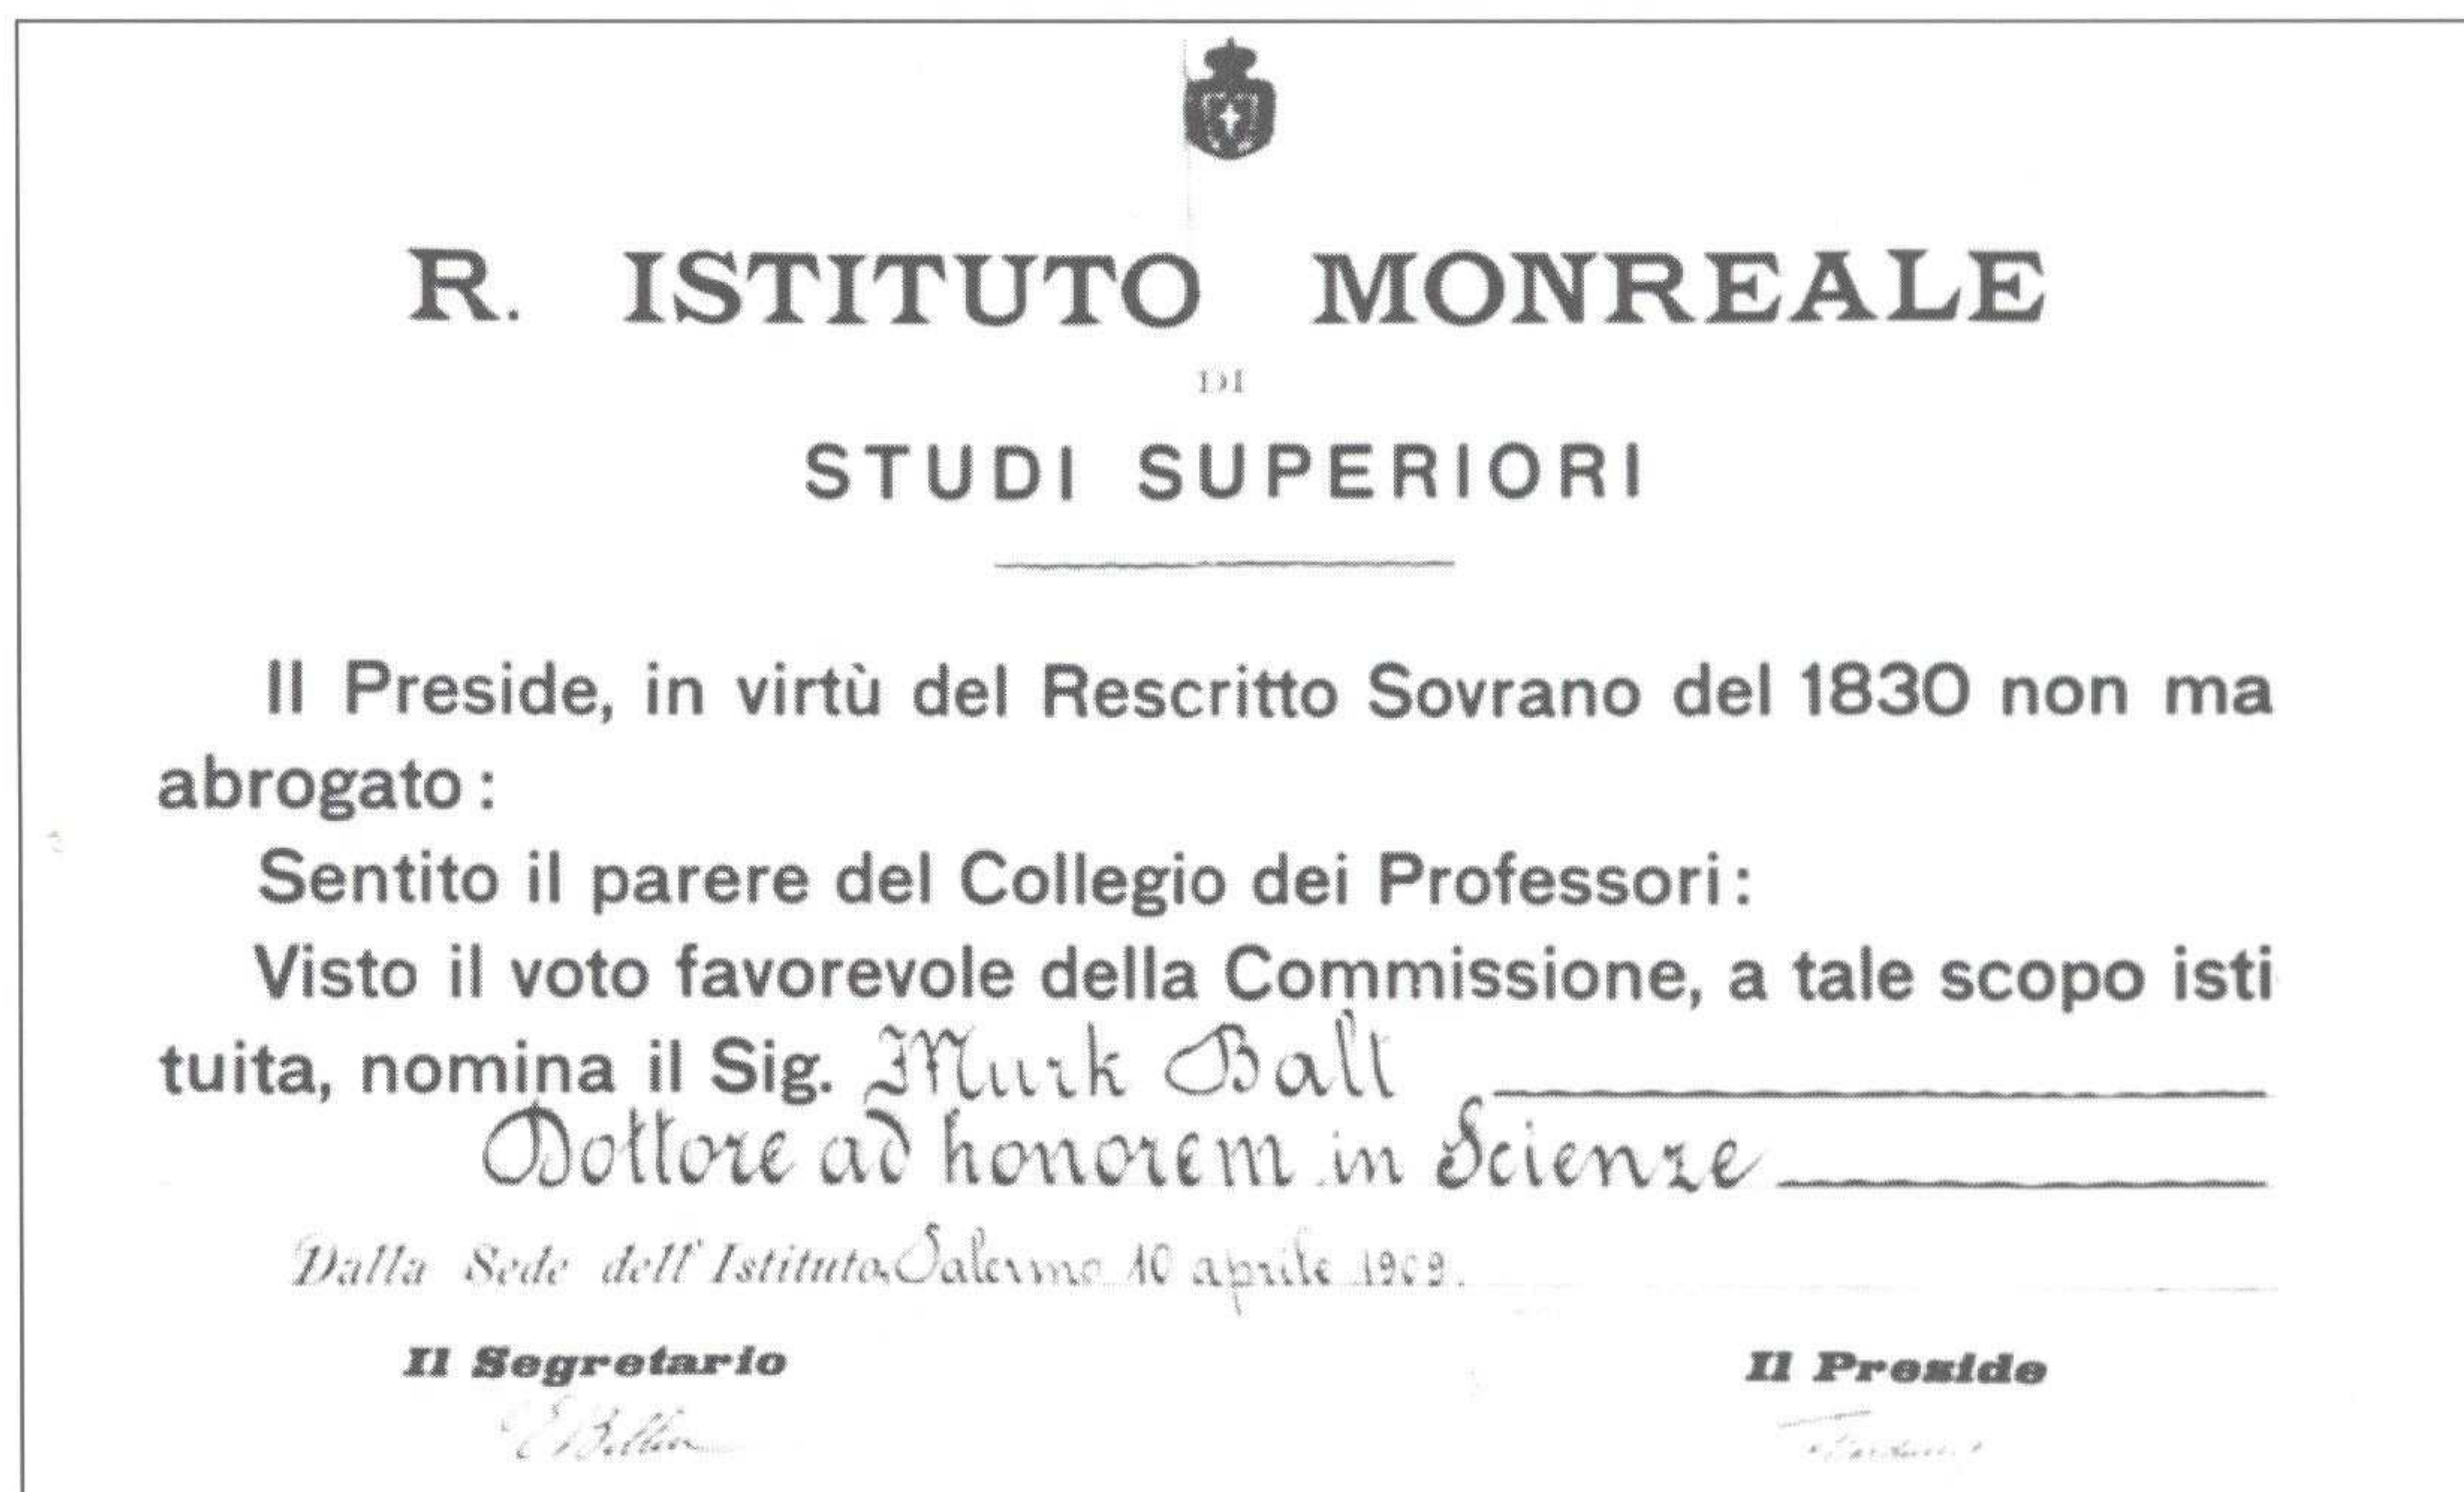 R. ISTITUTO MONREALE
DI
STUDI SUPERIORI
Il Preside, in virtù del Rescritto Sovrano del 1830 non ma
abrogato :
Sentito il parere del Collegio dei Professori :
Visto il voto favorevole della Commissione, a tale scopo isti
tuita, nomina il Sig. Murk Balt
Dottore ad honorem in Scienze
Dalla Sede dell' Istituto, Salerno 10 aprile 1909.
Il Segretario Il Preside